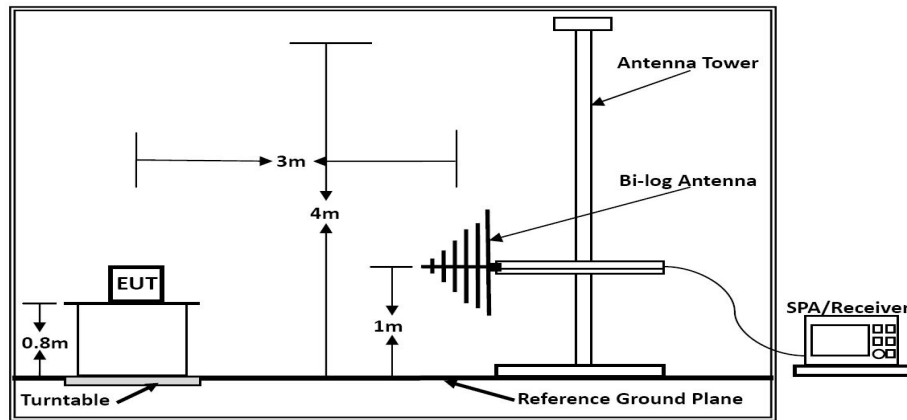 Antenna Tower
3m
Bi-log Antenna
4m
EUT
SPA/Receiver
0.8m
1m
Turntable
Reference Ground Plane